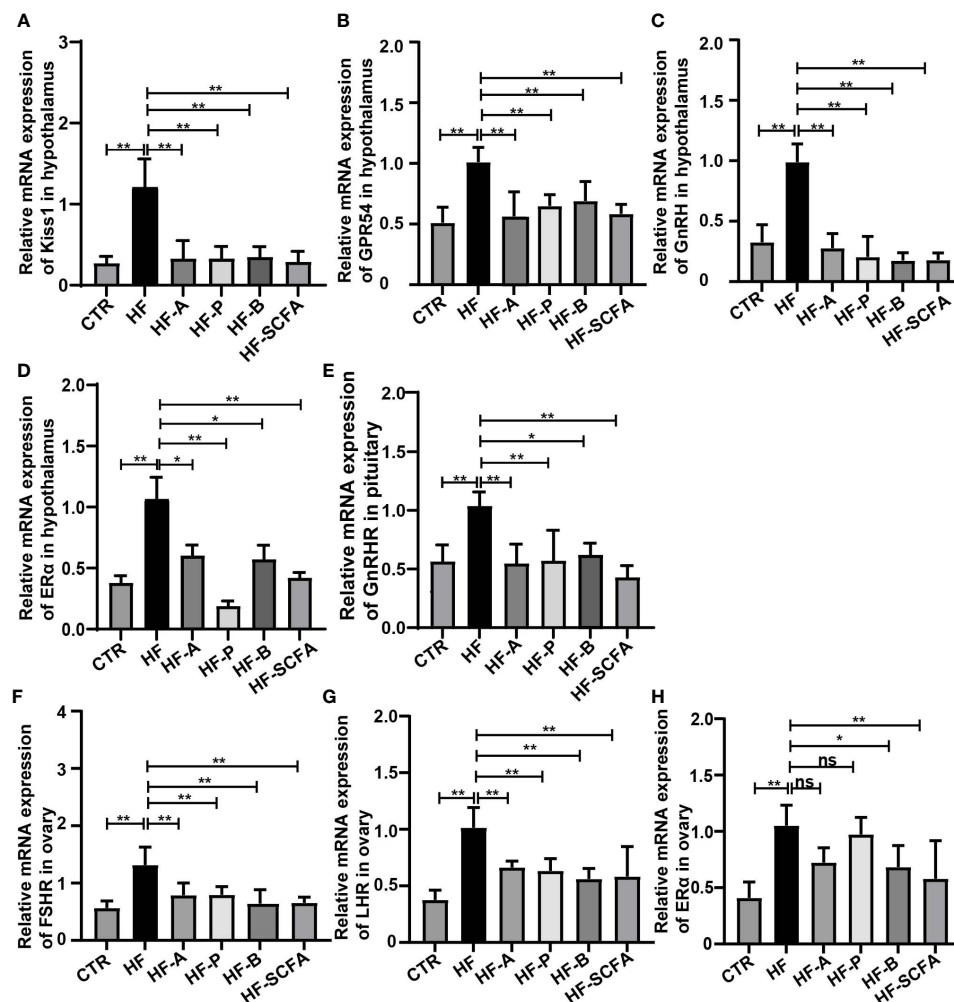 A
Relative mRNA expression
of Kiss1 in hypothalamus
3
2
1
0
**
**
**
** **
CTR HF HF-A HF-P HF-B HF-SCFA
B
Relative mRNA expression
of GPR54 in hypothalamus
2.0
1.5
1.0
0.5
0.0
**
**
**
** **
CTR HF HF-A HF-P HF-B HF-SCFA
C
Relative mRNA expression
of GnRH in hypothalamus
2.0
1.5
1.0
0.5
0
**
**
**
** **
CTR HF HF-A HF-P HF-B HF-SCFA
D
Relative mRNA expression
of ERα in hypothalamus
2.0
1.5
1.0
0.5
0.0
**
*
**
** *
CTR HF HF-A HF-P HF-B HF-SCFA
E
Relative mRNA expression
of GnRHR in pituitary
2.0
1.5
1.0
0.5
0.0
**
*
**
** **
CTR HF HF-A HF-P HF-B HF-SCFA
F
Relative mRNA expression
of FSHR in ovary
4
3
2
1
0
**
**
**
** **
CTR HF HF-A HF-P HF-B HF-SCFA
G
Relative mRNA expression
of LHR in ovary
2.0
1.5
1.0
0.5
0.0
**
**
**
** **
CTR HF HF-A HF-P HF-B HF-SCFA
H
Relative mRNA expression
of ERα in ovary
2.0
1.5
1.0
0.5
0.0
**
*
ns
** ns
CTR HF HF-A HF-P HF-B HF-SCFA